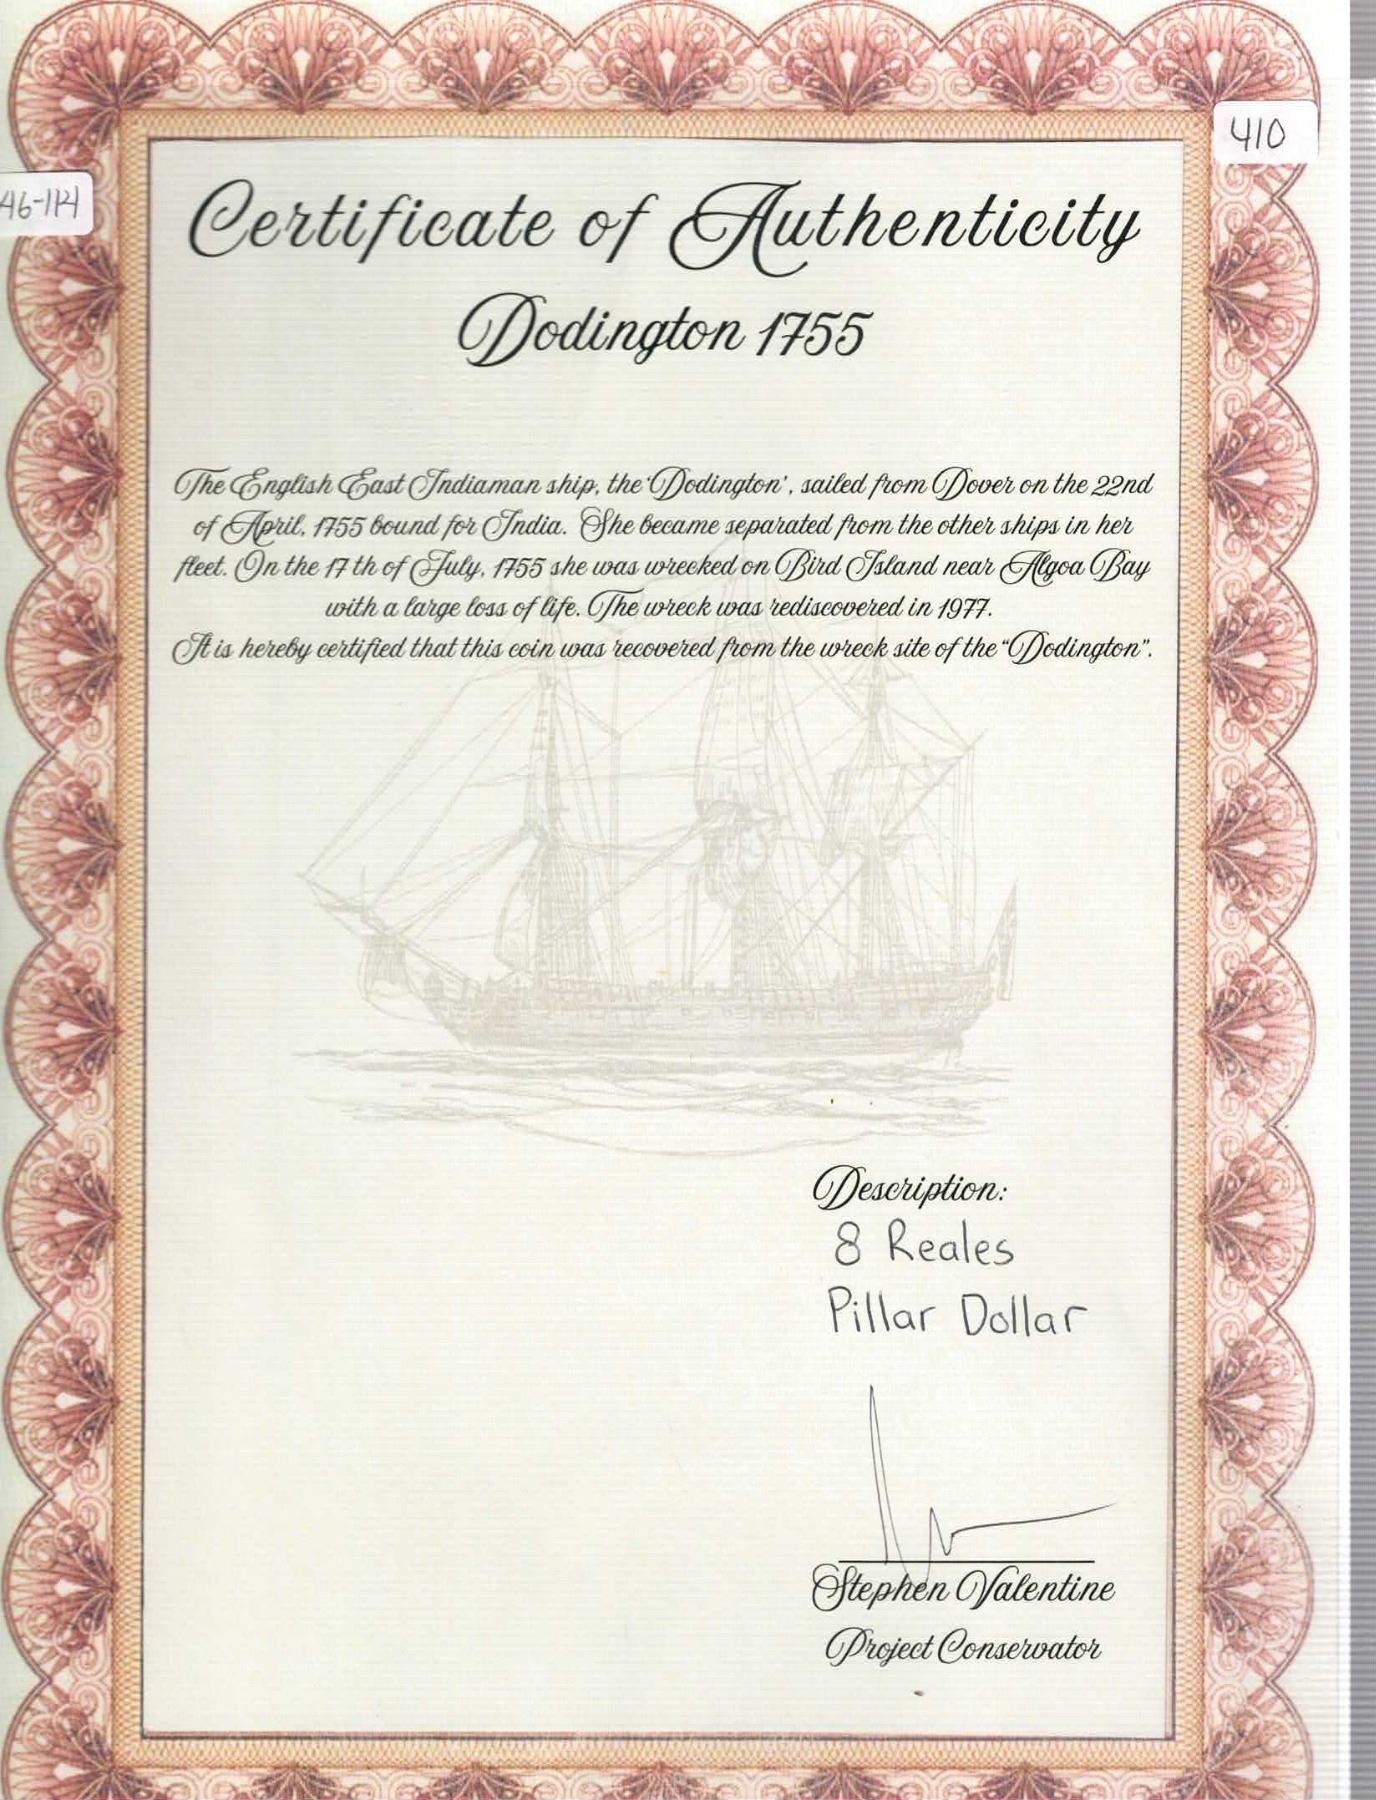 410
46-114
Certificate of Authenticity
Dodington 1755
The English East Indiaman ship, the 'Dodington', sailed from Dover on the 22nd
of April, 1755 bound for India. She became separated from the other ships in her
fleet. On the 17 th of July, 1755 she was wrecked on Bird Island near Algoa Bay
with a large loss of life. The wreck was rediscovered in 1977.
It is hereby certified that this coin was recovered from the wreck site of the "Dodington".
Description:
8 Reales
Pillar Dollar
Stephen Valentine
Project Conservator